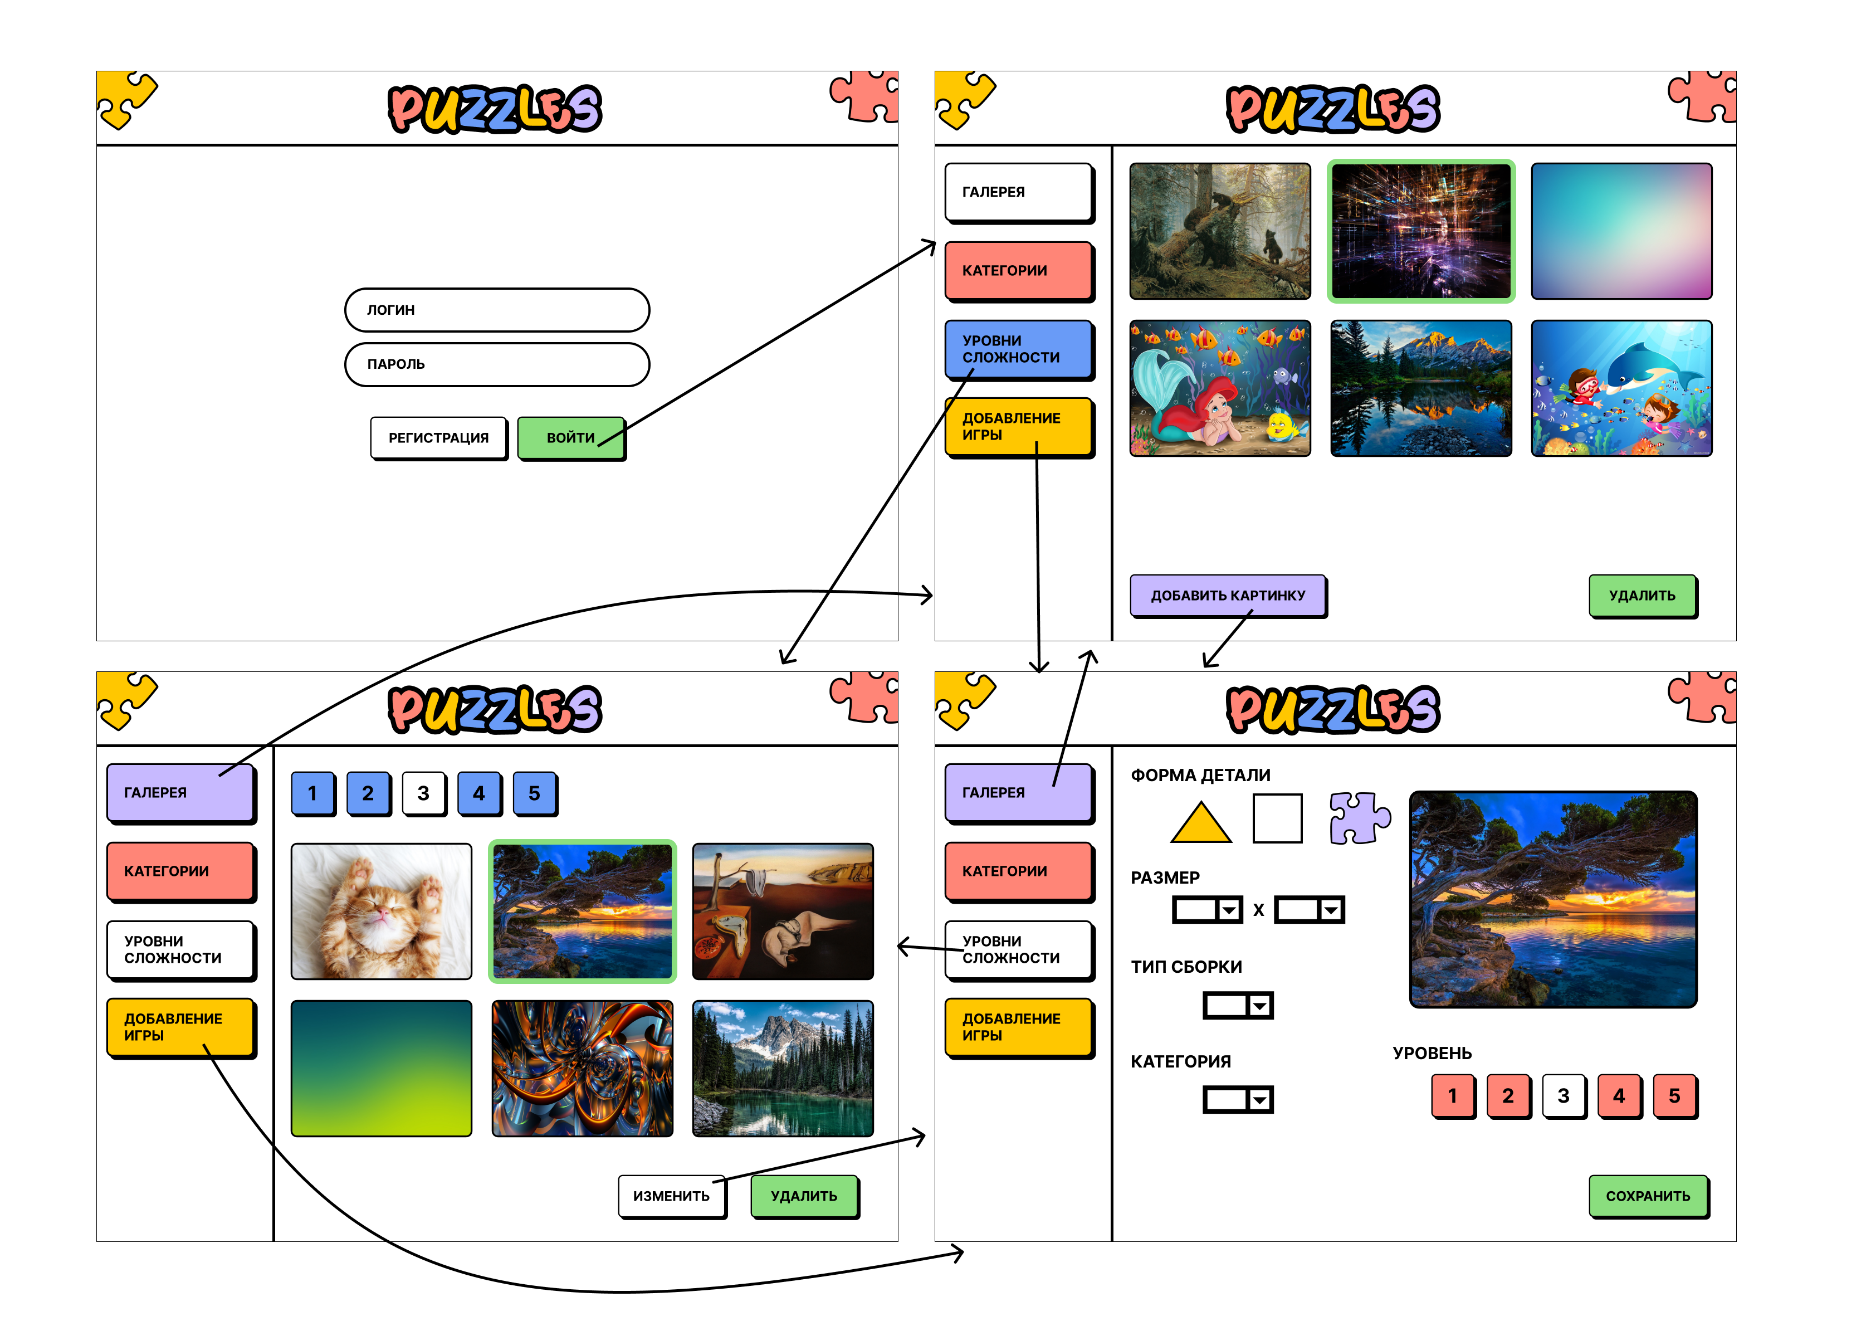 PUZZLES
ЛОГИН
ПАРОЛЬ
РЕГИСТРАЦИЯ
ВОЙТИ
PUZZLES
ГАЛЕРЕЯ
КАТЕГОРИИ
УРОВНИ
СЛОЖНОСТИ
ДОБАВЛЕНИЕ
ИГРЫ
ДОБАВИТЬ КАРТИНКУ
УДАЛИТЬ
PUZZLES
ГАЛЕРЕЯ
КАТЕГОРИИ
УРОВНИ
СЛОЖНОСТИ
ДОБАВЛЕНИЕ
ИГРЫ
1 2 3 4 5
ИЗМЕНИТЬ
УДАЛИТЬ
PUZZLES
ГАЛЕРЕЯ
КАТЕГОРИИ
УРОВНИ
СЛОЖНОСТИ
ДОБАВЛЕНИЕ
ИГРЫ
ФОРМА ДЕТАЛИ
РАЗМЕР
X
ТИП СБОРКИ
КАТЕГОРИЯ
УРОВЕНЬ
1 2 3 4 5
СОХРАНИТЬ